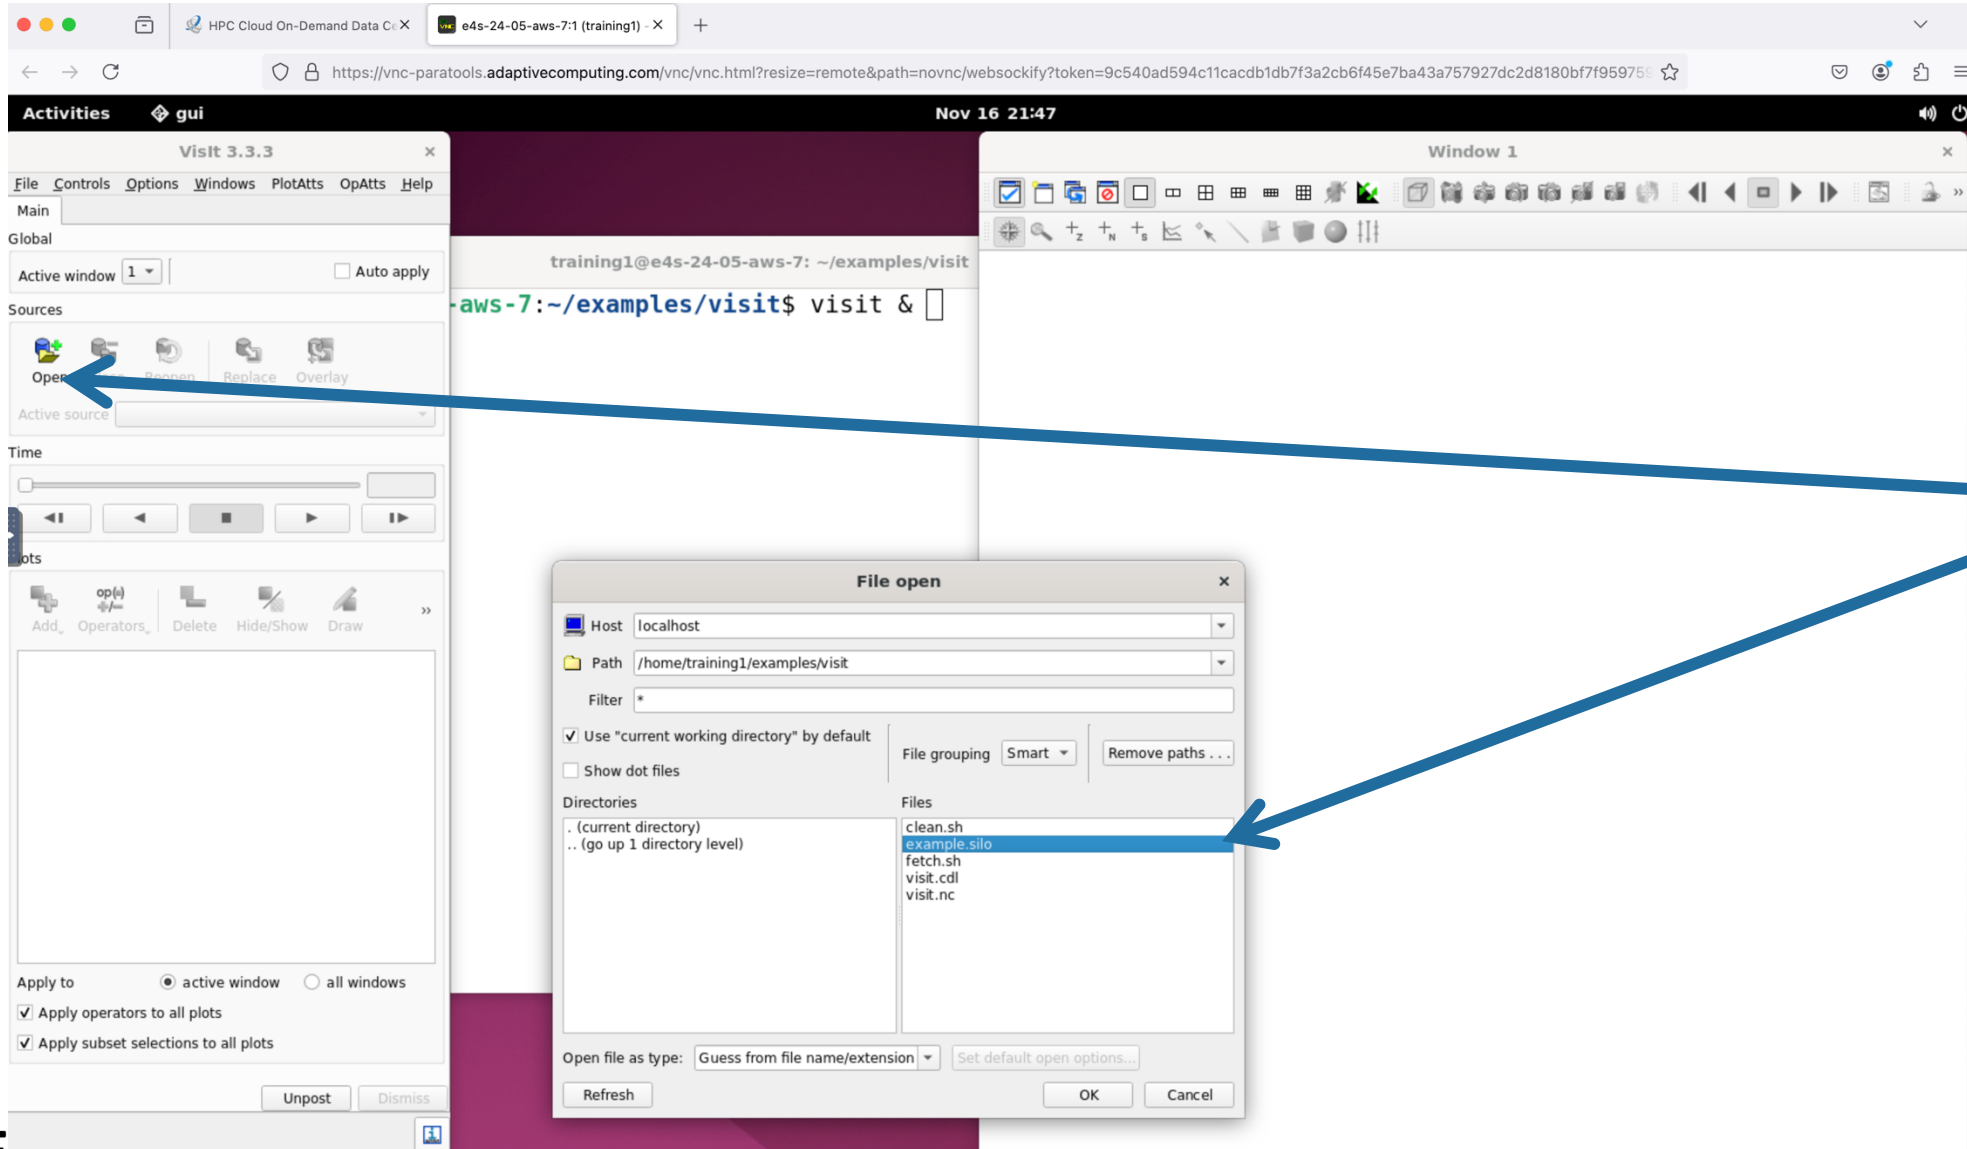 HPC Cloud On-Demand Data Ce
e4s-24-05-aws-7:1 (training1) -
https://vnc-paratools.adaptivecomputing.com/vnc/vnc.html?resize=remote&path=novnc/websockify?token=9c540ad594c11cacdb1db7f3a2cb6f45e7ba43a757927dc2d8180bf7f959759
Activities gui Nov 16 21:47
VisIt 3.3.3
File Controls Options Windows PlotAtts OpAtts Help
Main
Global
Active window 1 Auto apply
Sources
Open Reopen Replace Overlay
Active source
Time
ots
op(=)
+/−
Add Operators Delete Hide/Show Draw
Apply to active window all windows
Apply operators to all plots
Apply subset selections to all plots
Unpost Dismiss
training1@e4s-24-05-aws-7: ~/examples/visit
-aws-7:~/examples/visit$ visit &
Window 1
File open
Host localhost
Path /home/training1/examples/visit
Filter *
Use "current working directory" by default
Show dot files
File grouping Smart
Remove paths . . .
Directories
. (current directory)
.. (go up 1 directory level)
Files
clean.sh
example.silo
fetch.sh
visit.cdl
visit.nc
Open file as type: Guess from file name/extension Set default open options...
Refresh OK Cancel